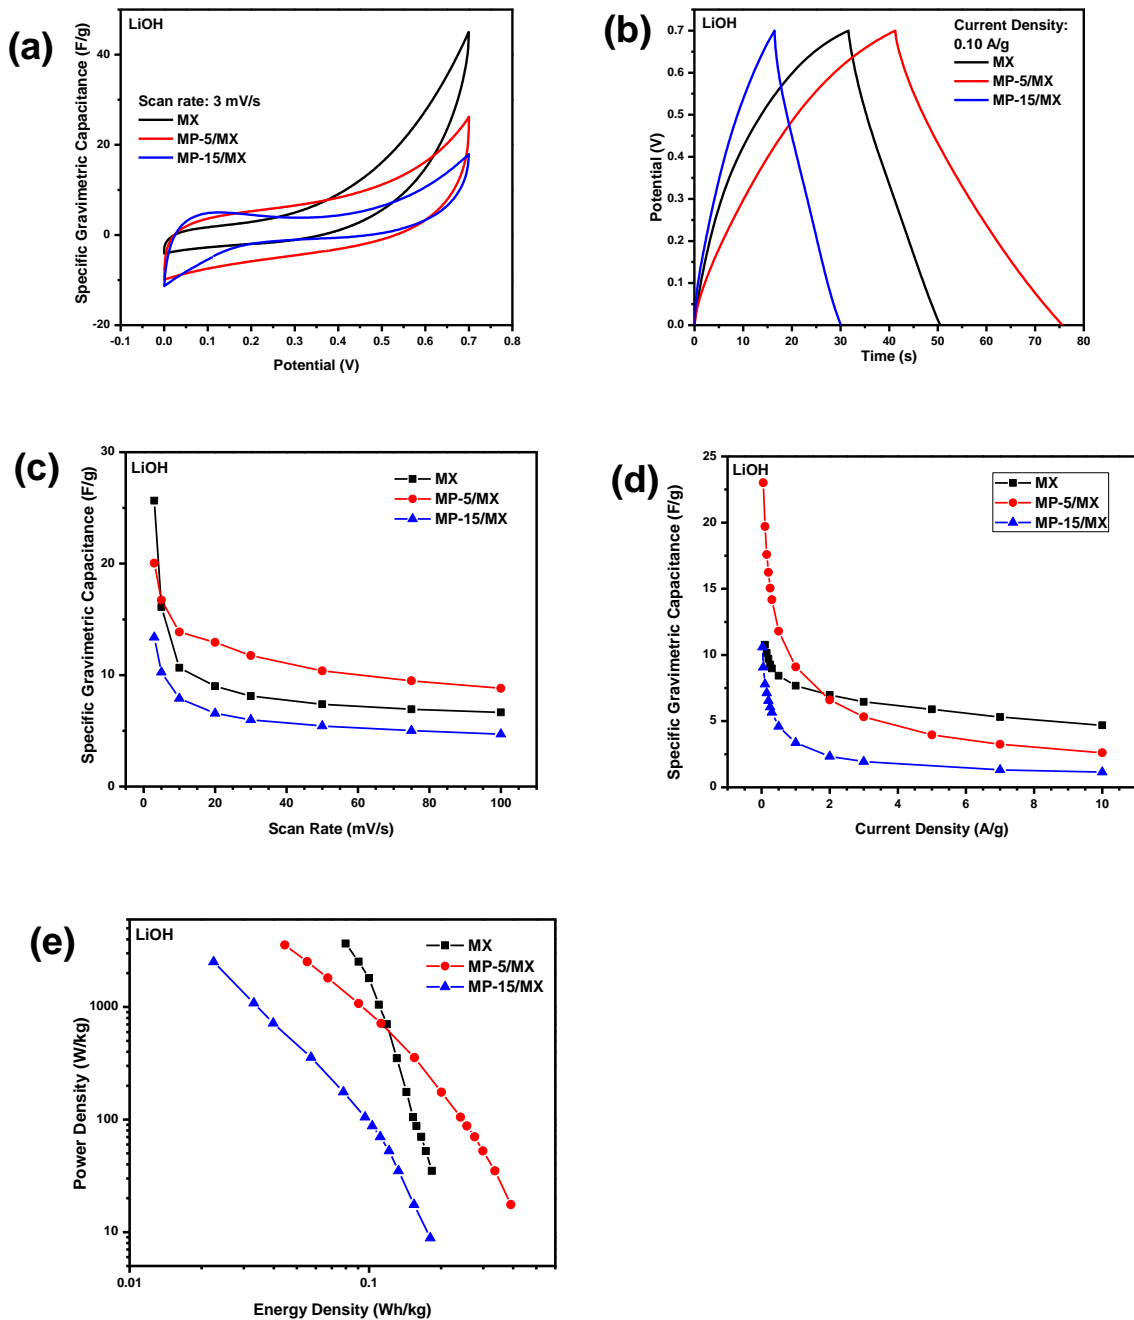 (a)
LiOH
Scan rate: 3 mV/s
MX
MP-5/MX
MP-15/MX
Specific Gravimetric Capacitance (F/g)
40
20
0
-20
-0.1 0.0 0.1 0.2 0.3 0.4 0.5 0.6 0.7 0.8
Potential (V)
(b)
LiOH
Current Density:
0.10 A/g
MX
MP-5/MX
MP-15/MX
Potential (V)
0.7
0.6
0.5
0.4
0.3
0.2
0.1
0.0
0 10 20 30 40 50 60 70 80
Time (s)
(c)
LiOH
MX
MP-5/MX
MP-15/MX
Specific Gravimetric Capacitance (F/g)
30
20
10
0
0 20 40 60 80 100
Scan Rate (mV/s)
(d)
LiOH
MX
MP-5/MX
MP-15/MX
Specific Gravimetric Capacitance (F/g)
25
20
15
10
5
0
0 2 4 6 8 10
Current Density (A/g)
(e)
LiOH
MX
MP-5/MX
MP-15/MX
Power Density (W/kg)
1000
100
10
0.01 0.1
Energy Density (Wh/kg)